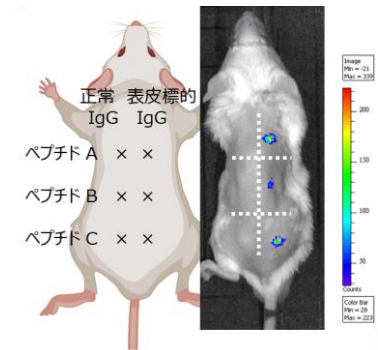 正常 表皮標的
IgG IgG
ペプチド A × ×
ペプチド B × ×
ペプチド C × ×
Image
Min = -21
Max = 339
200
150
100
50
Counts
Color Bar
Min = 28
Max = 223